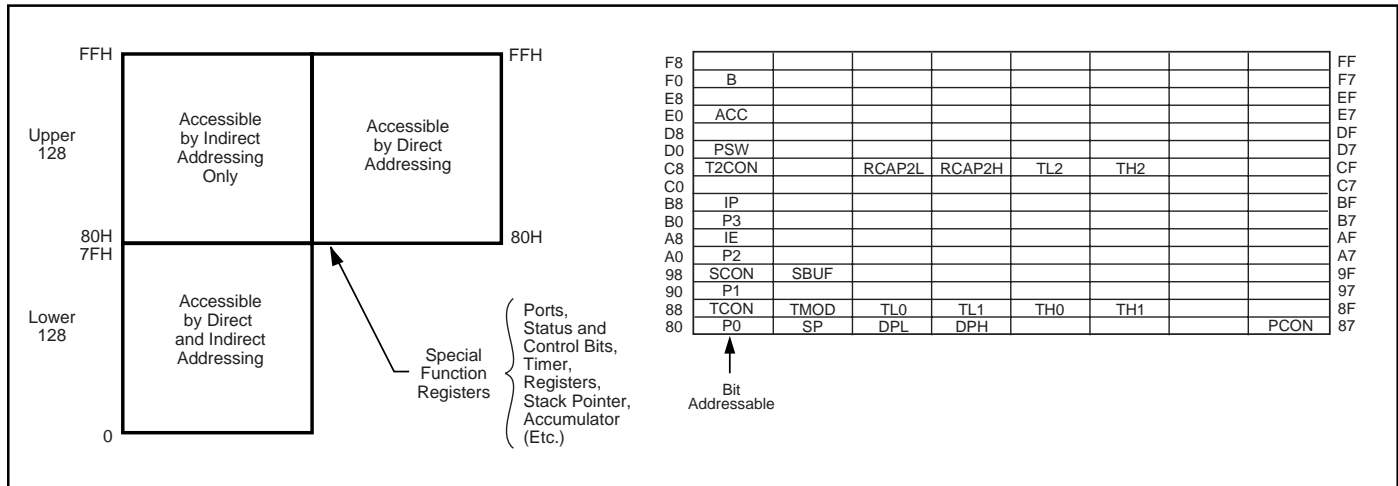 FFH
FFH
Upper
128
Accessible
by Indirect
Addressing
Only
Accessible
by Direct
Addressing
80H
80H
7FH
Lower
128
Accessible
by Direct
and Indirect
Addressing
0
Special
Function
Registers
Ports,
Status and
Control Bits,
Timer,
Registers,
Stack Pointer,
Accumulator
(Etc.)
F8 FF
F0 B F7
E8 EF
E0 ACC E7
D8 DF
D0 PSW D7
C8 T2CON RCAP2L RCAP2H TL2 TH2 CF
C0 C7
B8 IP BF
B0 P3 B7
A8 IE AF
A0 P2 A7
98 SCON SBUF 9F
90 P1 97
88 TCON TMOD TL0 TL1 TH0 TH1 8F
80 P0 SP DPL DPH PCON 87
Bit
Addressable